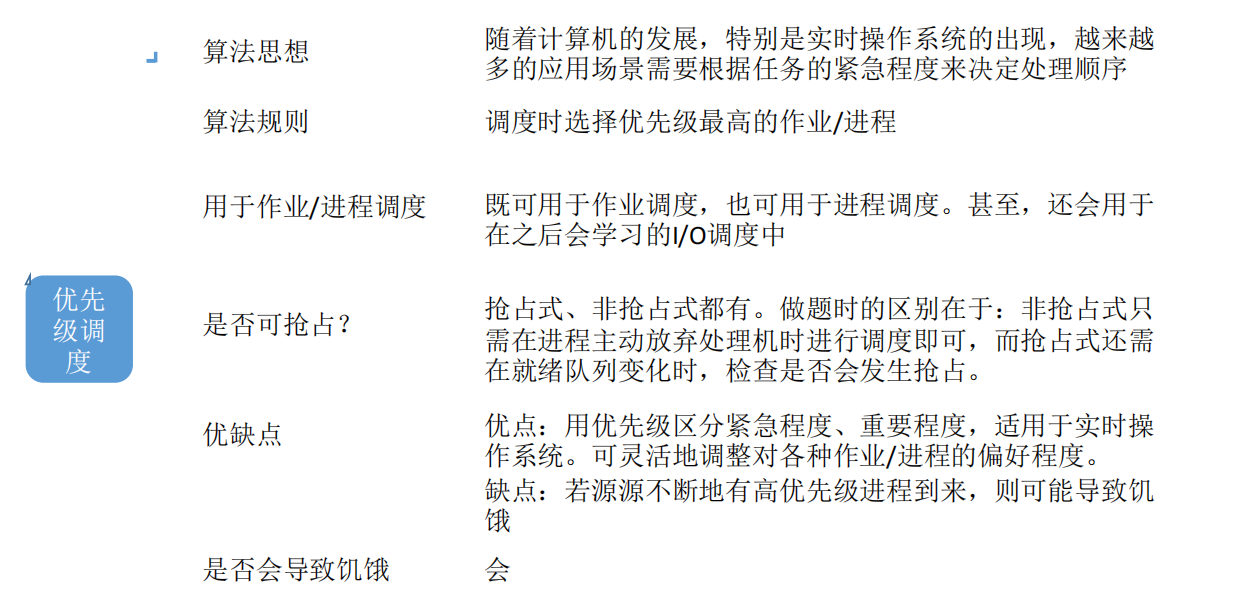 算法思想
随着计算机的发展，特别是实时操作系统的出现，越来越
多的应用场景需要根据任务的紧急程度来决定处理顺序
算法规则
调度时选择优先级最高的作业/进程
用于作业/进程调度
既可用于作业调度，也可用于进程调度。甚至，还会用于
在之后会学习的I/O调度中
优先
级调
度
是否可抢占？
抢占式、非抢占式都有。做题时的区别在于：非抢占式只
需在进程主动放弃处理机时进行调度即可，而抢占式还需
在就绪队列变化时，检查是否会发生抢占。
优缺点
优点：用优先级区分紧急程度、重要程度，适用于实时操
作系统。可灵活地调整对各种作业/进程的偏好程度。
缺点：若源源不断地有高优先级进程到来，则可能导致饥
饿
是否会导致饥饿
会